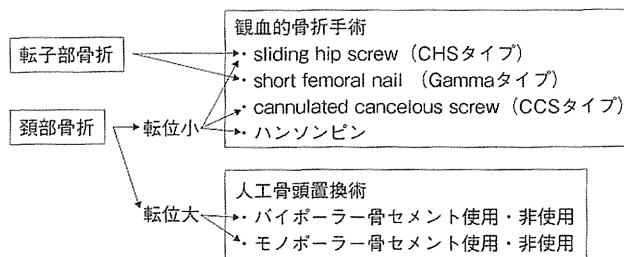 観血的骨折手術
転子部骨折
・sliding hip screw（CHSタイプ）
・short femoral nail （Gammaタイプ）
・cannulated cancelous screw（CCSタイプ）
頚部骨折
転位小
・ハンソンピン
人工骨頭置換術
転位大
・バイポーラー骨セメント使用・非使用
・モノポーラー骨セメント使用・非使用